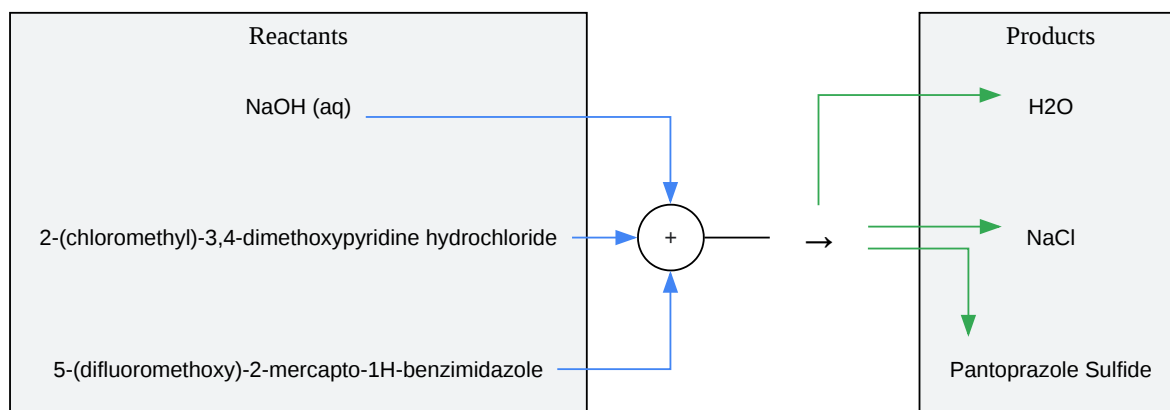 Reactants
Products
NaOH (aq)
H2O
2-(chloromethyl)-3,4-dimethoxypyridine hydrochloride
+
→
NaCl
5-(difluoromethoxy)-2-mercapto-1H-benzimidazole
Pantoprazole Sulfide